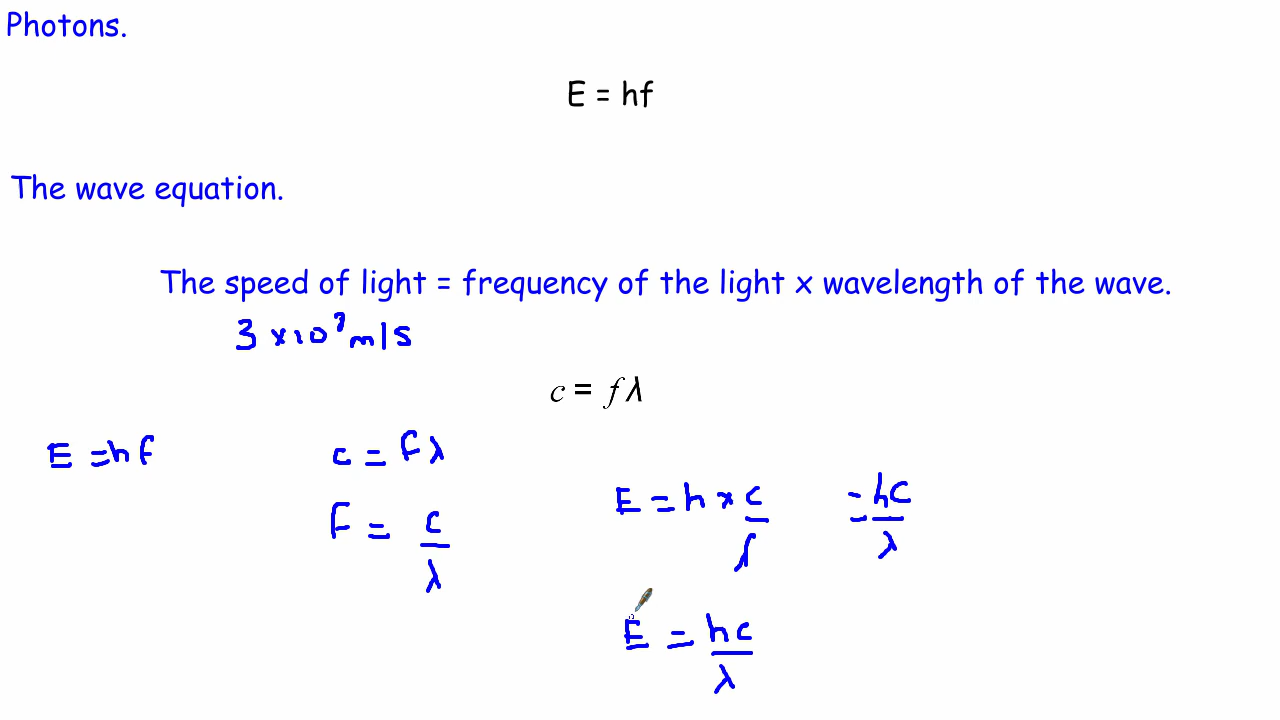 Photons.
E = hf
The wave equation.
The speed of light = frequency of the light x wavelength of the wave.
3 x10⁸ m/s
c = fλ
E = hf
c = Fλ
F = c/λ
E = h x c/λ = hc/λ
E = hc/λ